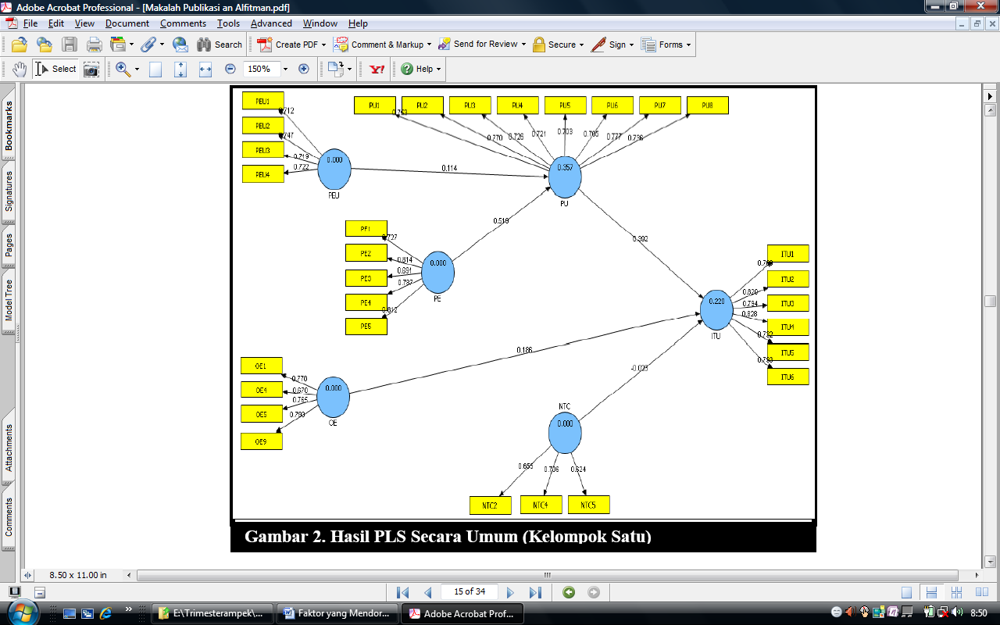 Adobe Acrobat Professional - [Makalah Publikasi an Alfitman.pdf]
File Edit View Document Comments Tools Advanced Window Help
Search Create PDF Comment & Markup Send for Review Secure Sign Forms
Select 150% Y! Help
Bookmarks
Signatures
Pages
Model Tree
Attachments
Comments
PEU1
PEU2
PEU3
PEU4
0.712
0.747
0.719
0.722
0.000
PEU
PU1 PU2 PU3 PU4 PU5 PU6 PU7 PU8
0.770 0.726 0.721 0.703 0.705 0.777 0.736
0.357
PU
0.114
0.519
0.392
PE1
PE2
PE3
PE4
PE5
0.727
0.814
0.787
0.000
PE
ITU1
ITU2
ITU3
ITU4
ITU5
ITU6
0.820
0.794
0.828
0.732
0.220
ITU
0.186
OE1
OE4
OE5
OE9
0.778
0.670
0.765
0.793
0.000
OE
-0.023
NTC
0.000
0.655 0.706 0.624
NTC2 NTC4 NTC5
Gambar 2. Hasil PLS Secara Umum (Kelompok Satu)
8.50 x 11.00 in
15 of 34
E:\Trimesterampek\... Faktor yang Mendor... Adobe Acrobat Prof... 8:50